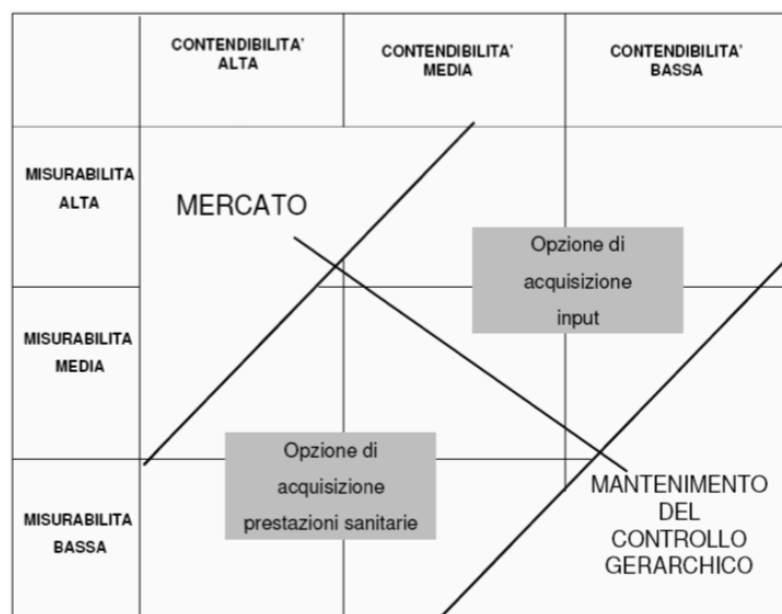 CONTENDIBILITA'
ALTA
CONTENDIBILITA'
MEDIA
CONTENDIBILITA'
BASSA
MISURABILITA
ALTA
MERCATO
Opzione di
acquisizione
input
MISURABILITA
MEDIA
Opzione di
acquisizione
prestazioni sanitarie
MISURABILITA
BASSA
MANTENIMENTO
DEL
CONTROLLO
GERARCHICO